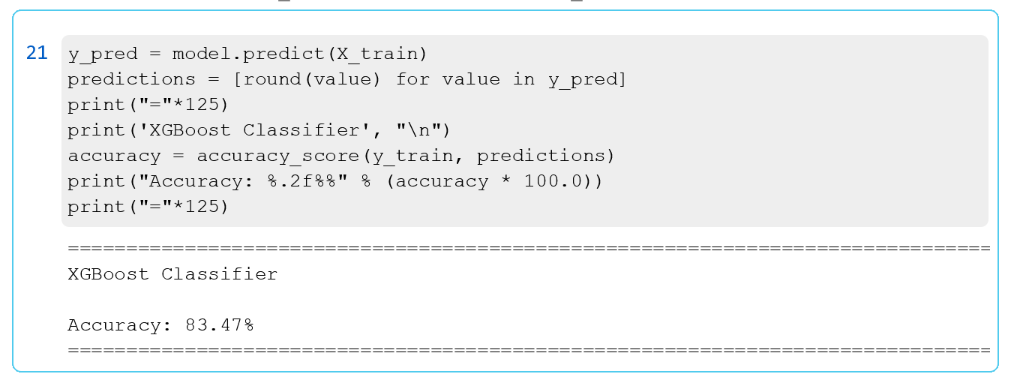 21
y_pred = model.predict(X_train)
predictions = [round(value) for value in y_pred]
print("="*125)
print('XGBoost Classifier', "\n")
accuracy = accuracy_score(y_train, predictions)
print("Accuracy: %.2f%%" % (accuracy * 100.0))
print("="*125)
===============================================================================
XGBoost Classifier
Accuracy: 83.47%
===============================================================================